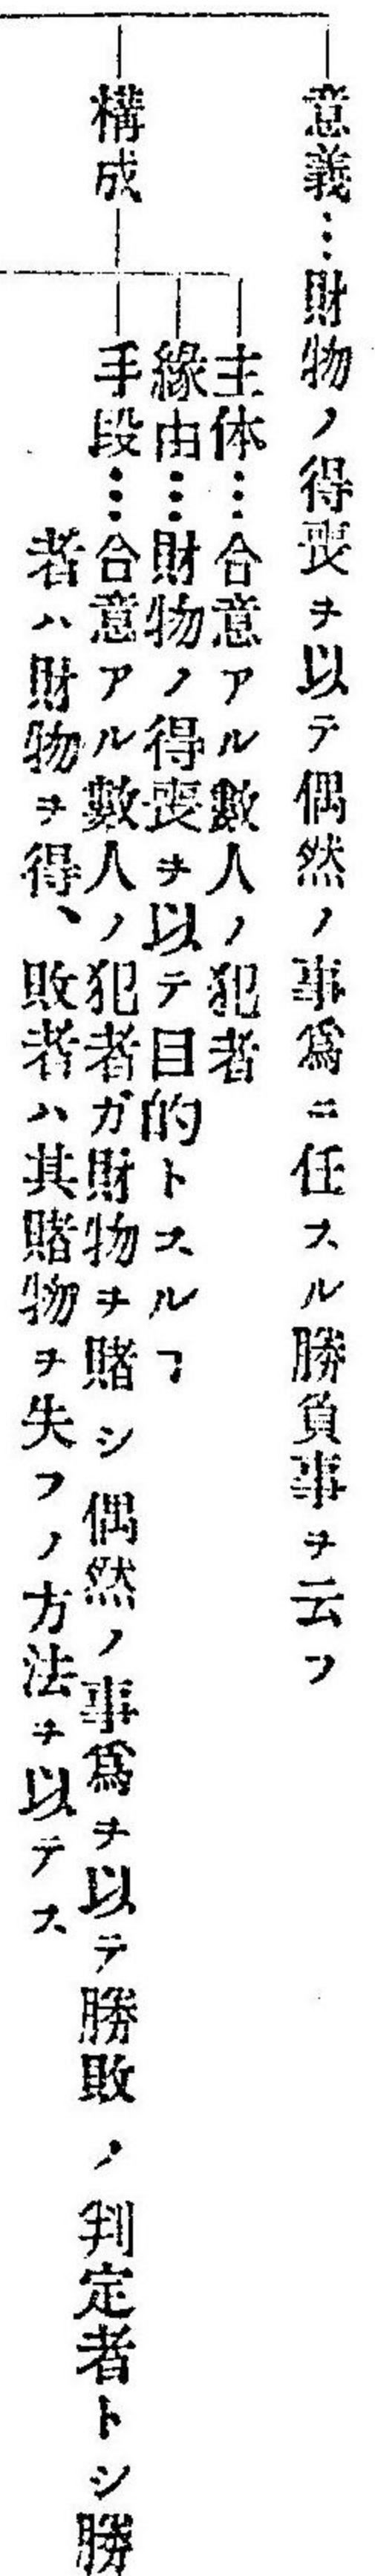 意義…財物ノ得喪ヲ以テ偶然ノ事爲ニ任スル勝負事ヲ云フ
構成
主体…合意アル數人ノ犯者
緣由…財物ノ得喪ヲ以テ目的トスルヿ
手段…合意アル數人ノ犯者ガ財物ヲ賭シ偶然ノ事爲ヲ以テ勝敗ノ判定者トシ勝
者ハ財物ヲ得、敗者ハ其賭物ヲ失フノ方法ヲ以テス